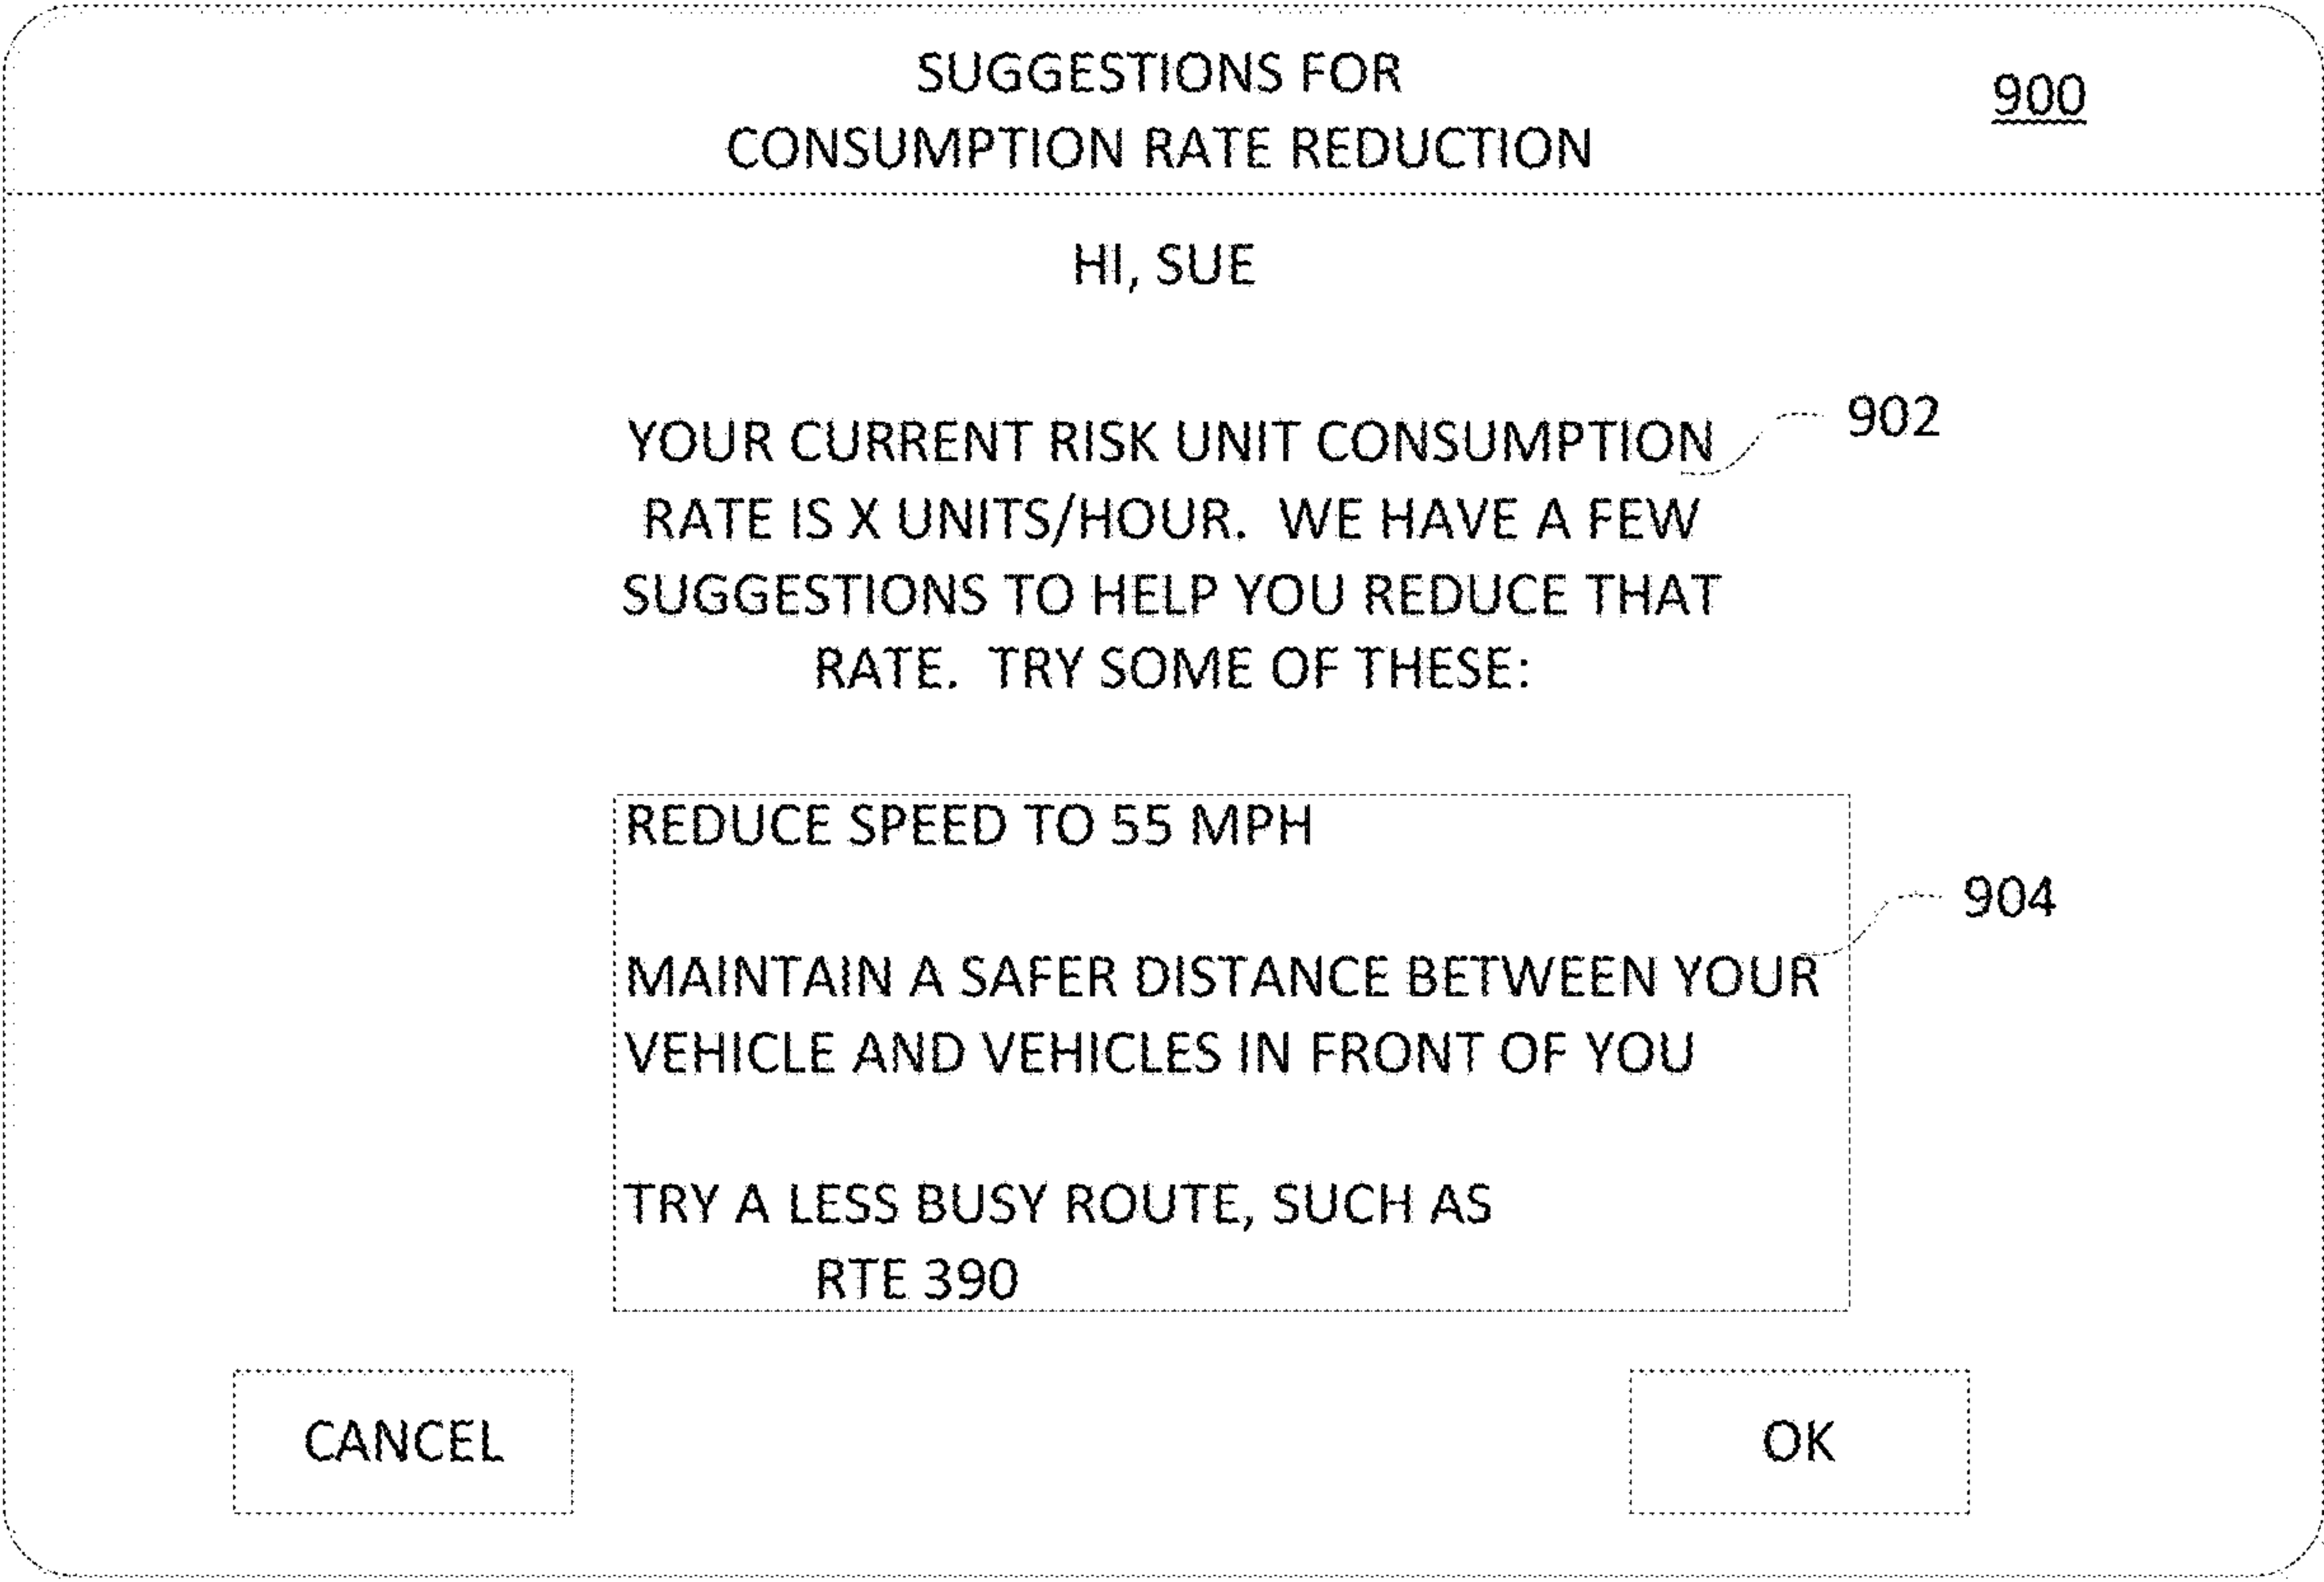 SUGGESTIONS FOR
CONSUMPTION RATE REDUCTION
900
HI, SUE
YOUR CURRENT RISK UNIT CONSUMPTION
902
RATE IS X UNITS/HOUR.  WE HAVE A FEW
SUGGESTIONS TO HELP YOU REDUCE THAT
RATE.  TRY SOME OF THESE:
REDUCE SPEED TO 55 MPH
904
MAINTAIN A SAFER DISTANCE BETWEEN YOUR
VEHICLE AND VEHICLES IN FRONT OF YOU
TRY A LESS BUSY ROUTE, SUCH AS
RTE 390
CANCEL
OK